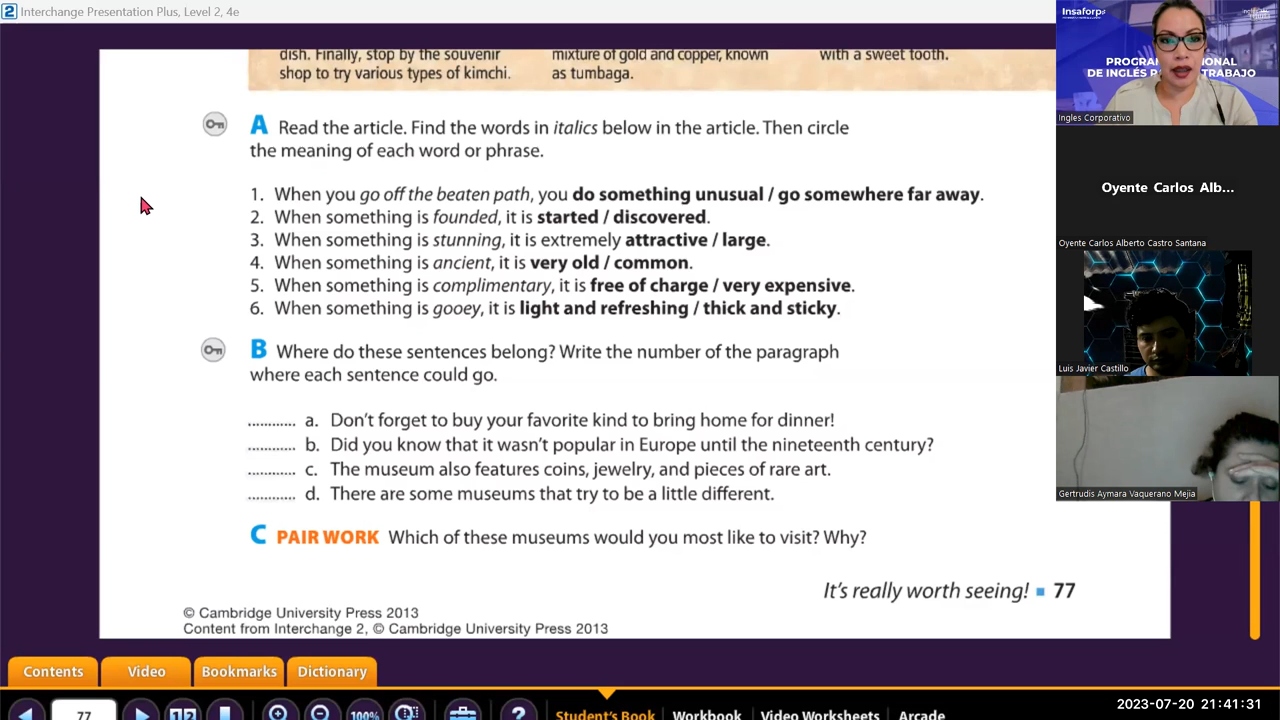 Interchange Presentation Plus, Level 2, 4e
dish. Finally, stop by the souvenir
shop to try various types of kimchi.
mixture of gold and copper, known
as tumbaga.
with a sweet tooth.
A Read the article. Find the words in italics below in the article. Then circle
the meaning of each word or phrase.
1. When you go off the beaten path, you do something unusual / go somewhere far away.
2. When something is founded, it is started / discovered.
3. When something is stunning, it is extremely attractive / large.
4. When something is ancient, it is very old / common.
5. When something is complimentary, it is free of charge / very expensive.
6. When something is gooey, it is light and refreshing / thick and sticky.
B Where do these sentences belong? Write the number of the paragraph
where each sentence could go.
........... a. Don't forget to buy your favorite kind to bring home for dinner!
........... b. Did you know that it wasn't popular in Europe until the nineteenth century?
........... c. The museum also features coins, jewelry, and pieces of rare art.
........... d. There are some museums that try to be a little different.
C PAIR WORK Which of these museums would you most like to visit? Why?
It's really worth seeing! ▪ 77
© Cambridge University Press 2013
Content from Interchange 2, © Cambridge University Press 2013
Contents
Video
Bookmarks
Dictionary
77
1 2
100%
?
Student's Book
Workbook
Video Worksheets
Arcade
Insaforp
PROGRA
IONAL
DE INGLÉS P
TRABAJO
Ingles Corporativo
Oyente Carlos Alb...
Oyente Carlos Alberto Castro Santana
Luis Javier Castillo
Gertrudis Aymara Vaquerano Mejia
2023-07-20 21:41:31